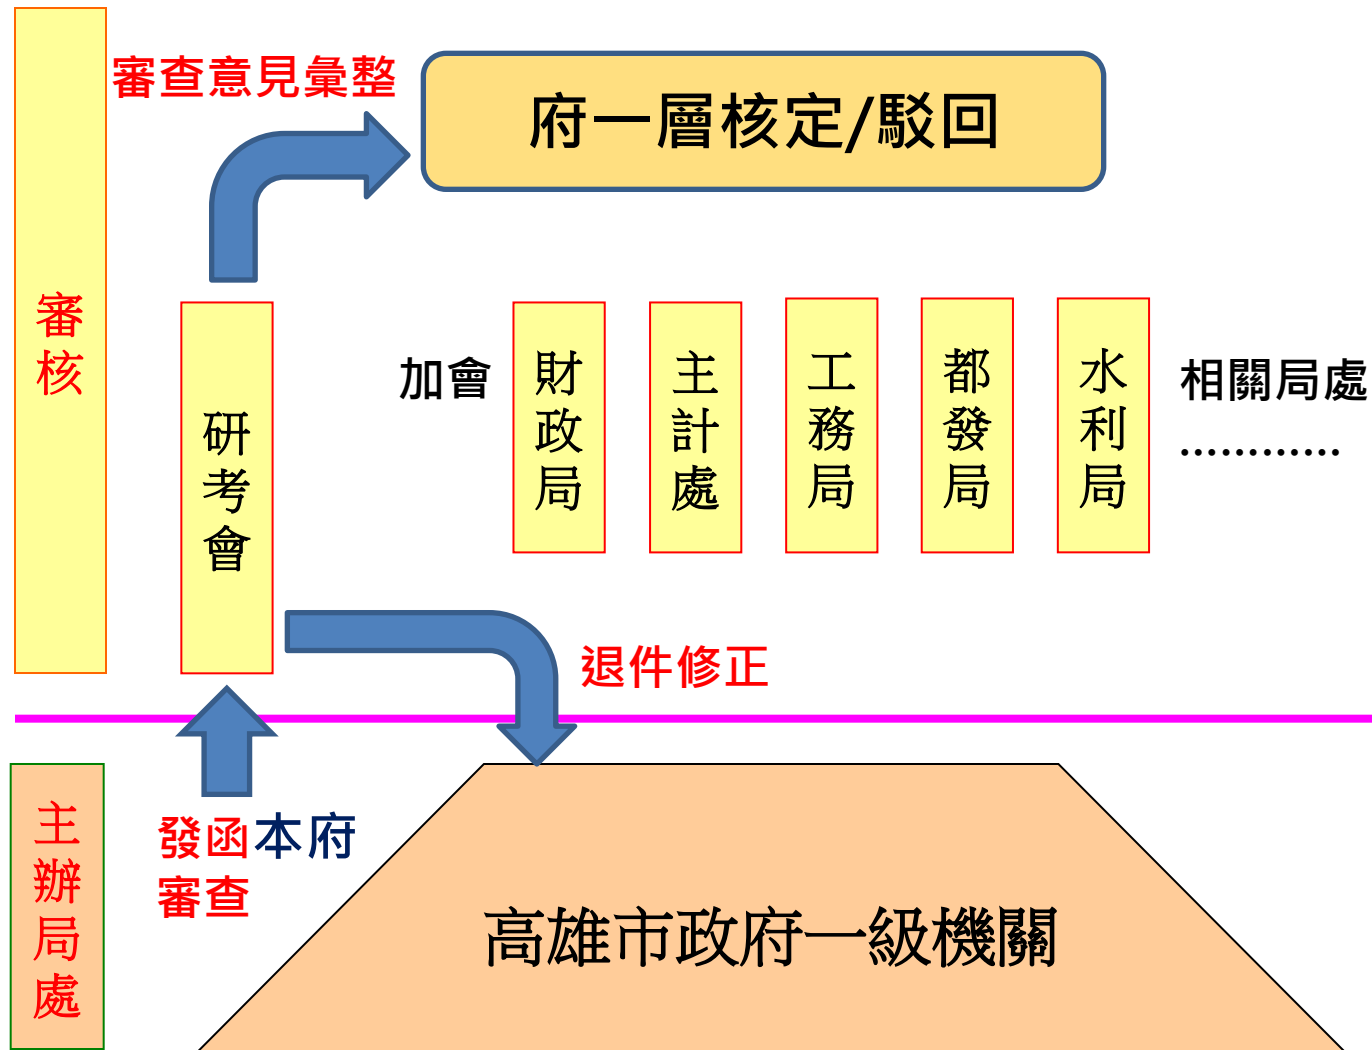 審查意見彙整
府一層核定/駁回
審核
研考會
加會
財政局
主計處
工務局
都發局
水利局
相關局處
…………
退件修正
主辦局處
發函本府
審查
高雄市政府一級機關